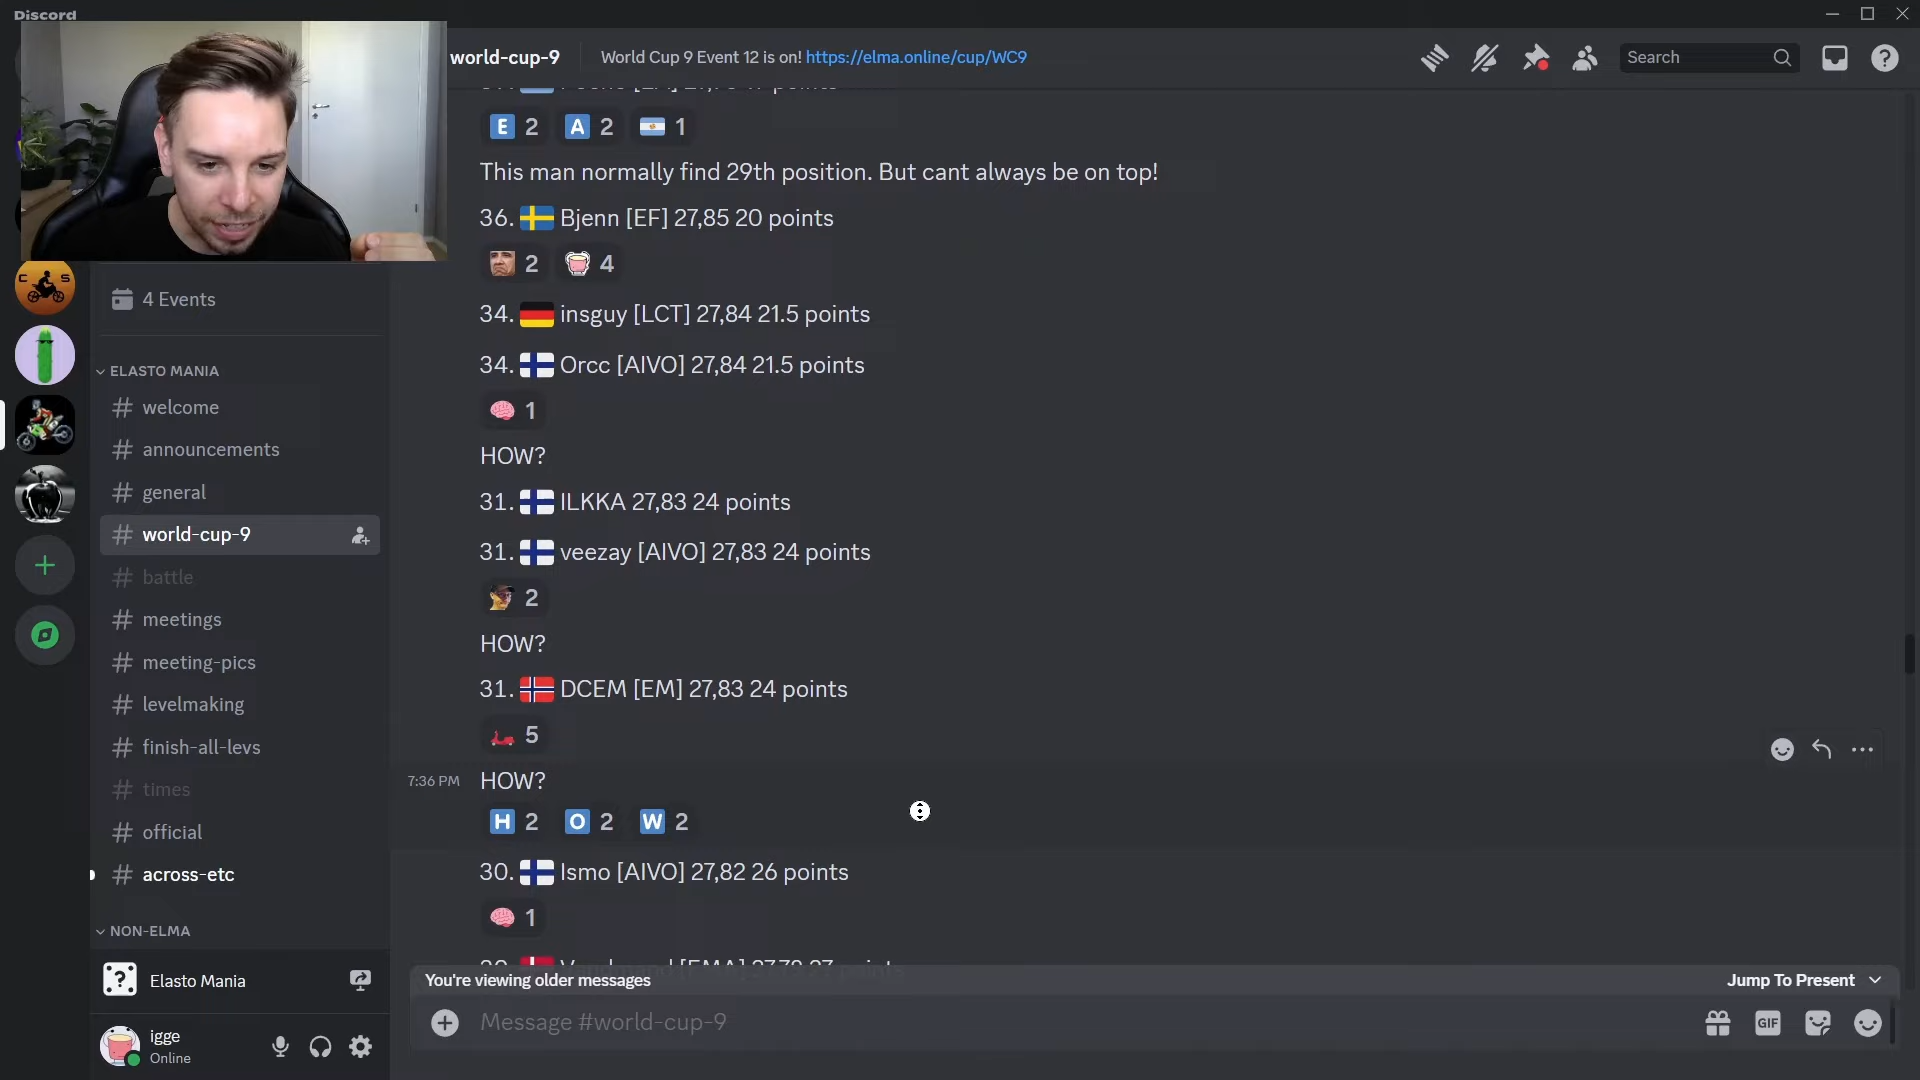 Discord
world-cup-9
World Cup 9 Event 12 is on! https://elma.online/cup/WC9
Search
points
E 2 A 2 1
This man normally find 29th position. But cant always be on top!
36. Bjenn [EF] 27,85 20 points
2 4
34. insguy [LCT] 27,84 21.5 points
34. Orcc [AIVO] 27,84 21.5 points
1
HOW?
31. ILKKA 27,83 24 points
31. veezay [AIVO] 27,83 24 points
2
HOW?
31. DCEM [EM] 27,83 24 points
5
7:36 PM HOW?
H 2 O 2 W 2
30. Ismo [AIVO] 27,82 26 points
1
27 points
You're viewing older messages
Jump To Present
Message #world-cup-9
GIF
C S
4 Events
ELASTO MANIA
welcome
announcements
general
world-cup-9
battle
meetings
meeting-pics
levelmaking
finish-all-levs
times
official
across-etc
NON-ELMA
Elasto Mania
igge
Online